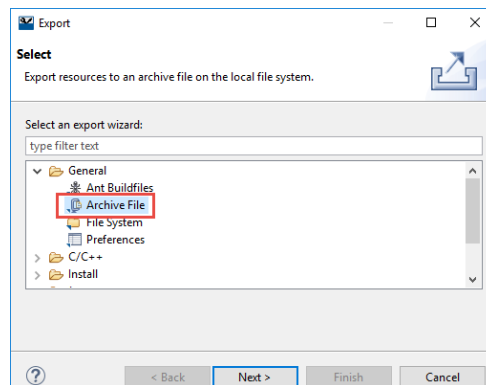 Export
Select
Export resources to an archive file on the local file system.
Select an export wizard:
type filter text
General
Ant Buildfiles
Archive File
File System
Preferences
C/C++
Install
?
< Back
Next >
Finish
Cancel